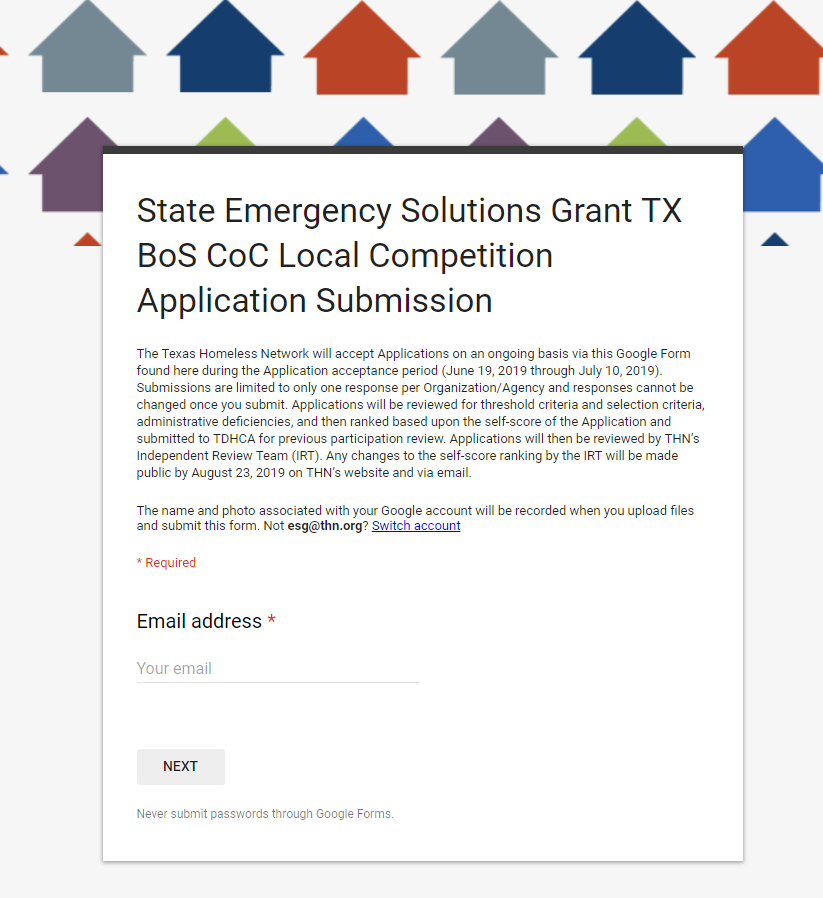 State Emergency Solutions Grant TX
BoS CoC Local Competition
Application Submission
The Texas Homeless Network will accept Applications on an ongoing basis via this Google Form
found here during the Application acceptance period (June 19, 2019 through July 10, 2019).
Submissions are limited to only one response per Organization/Agency and responses cannot be
changed once you submit. Applications will be reviewed for threshold criteria and selection criteria,
administrative deficiencies, and then ranked based upon the self-score of the Application and
submitted to TDHCA for previous participation review. Applications will then be reviewed by THN's
Independent Review Team (IRT). Any changes to the self-score ranking by the IRT will be made
public by August 23, 2019 on THN's website and via email.
The name and photo associated with your Google account will be recorded when you upload files
and submit this form. Not esg@thn.org? Switch account
* Required
Email address *
Your email
NEXT
Never submit passwords through Google Forms.